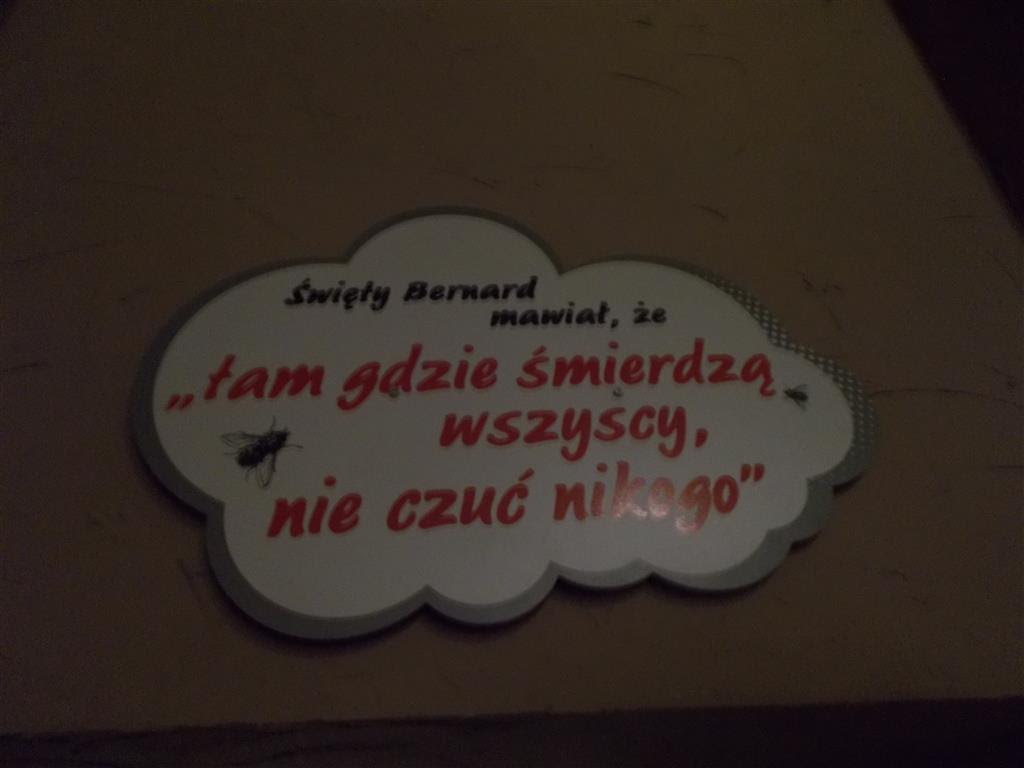 Święty Bernard
mawiał, że
„tam gdzie śmierdzą
wszyscy,
nie czuć nikogo”